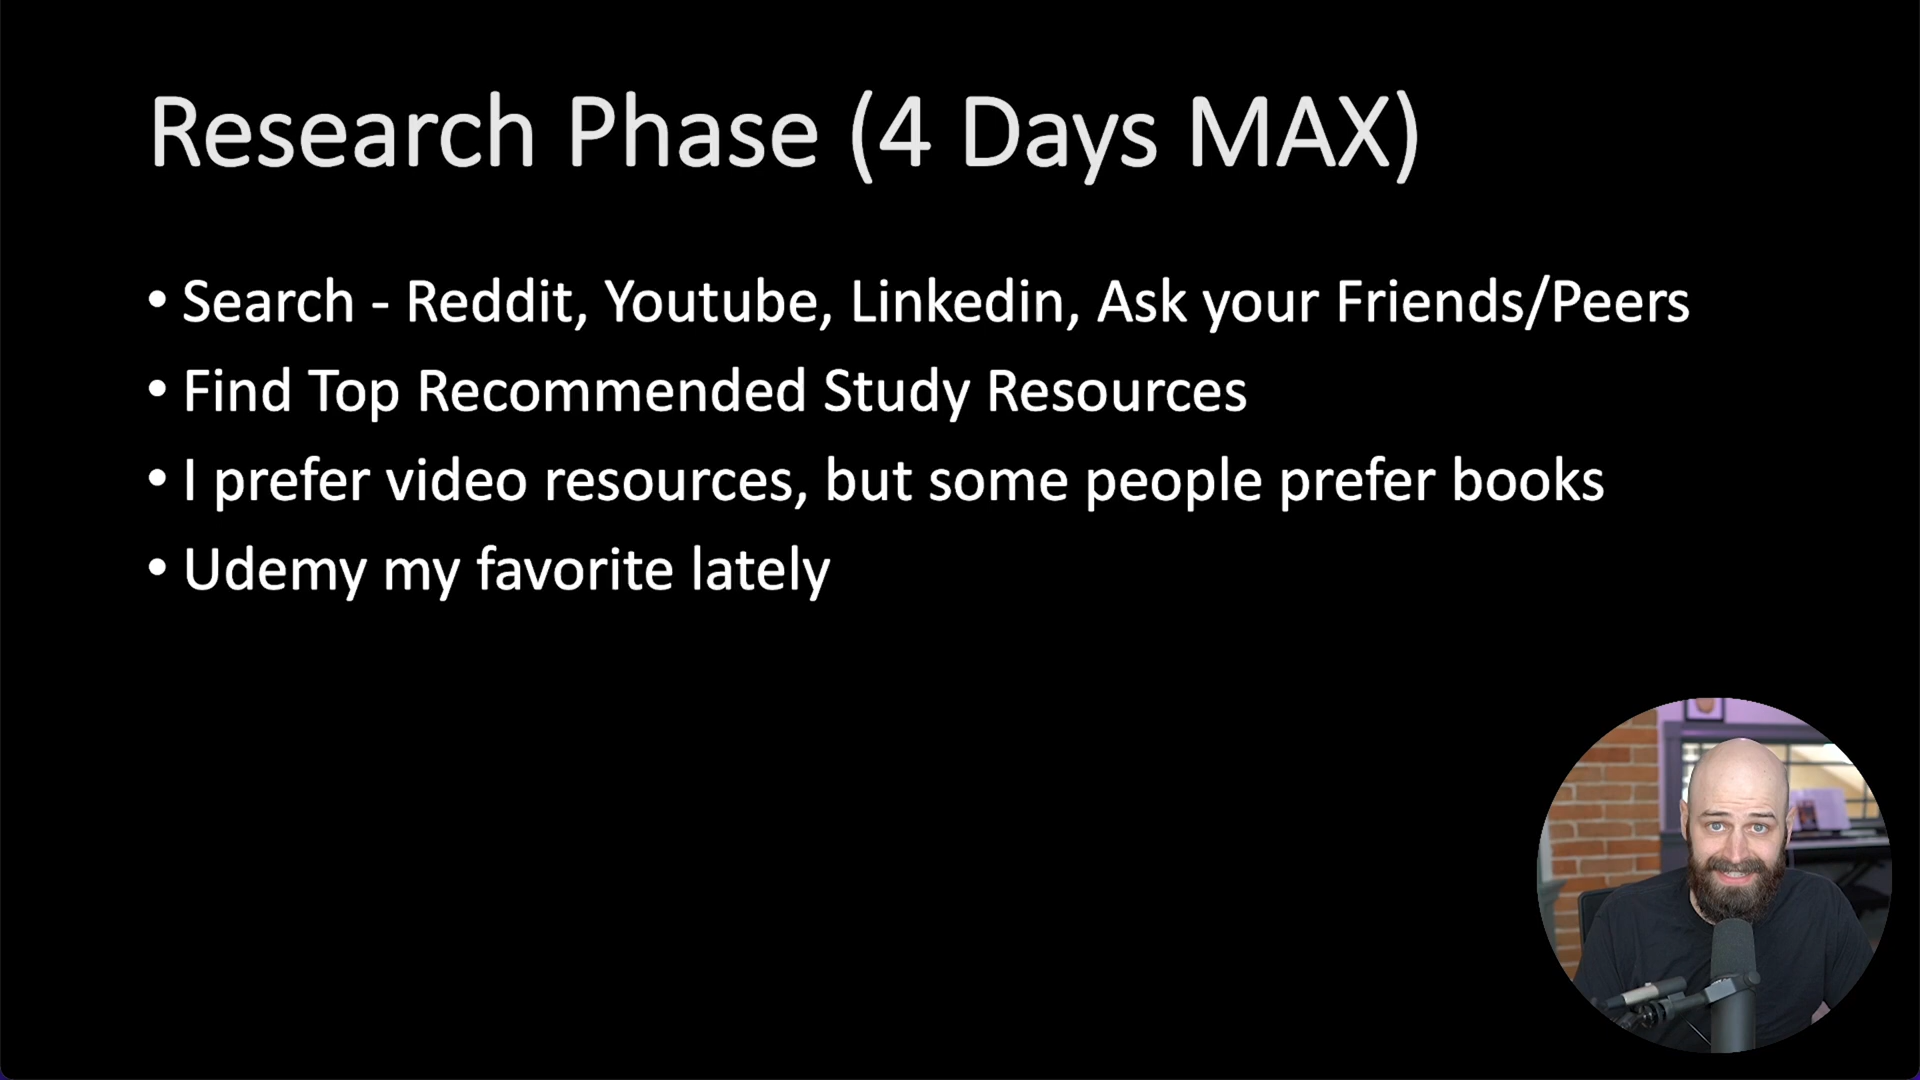 Research Phase (4 Days MAX)
• Search - Reddit, Youtube, Linkedin, Ask your Friends/Peers
• Find Top Recommended Study Resources
• I prefer video resources, but some people prefer books
• Udemy my favorite lately